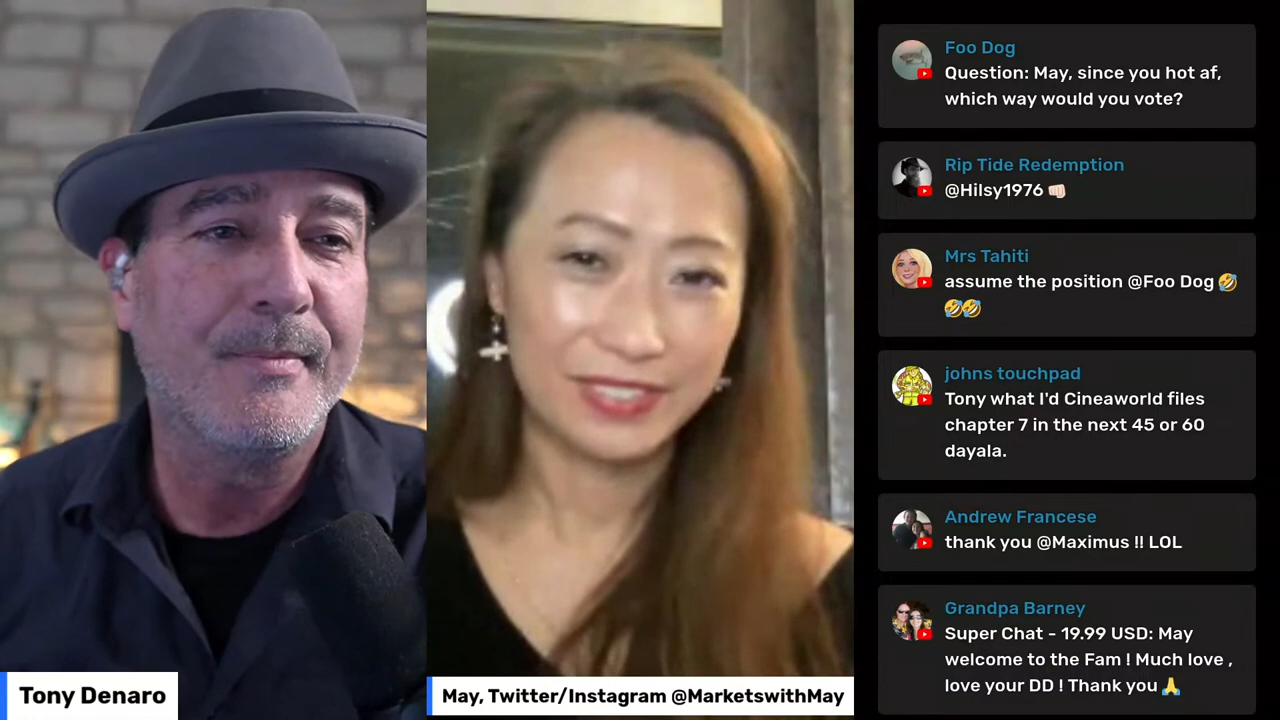 Tony Denaro
May, Twitter/Instagram @MarketswithMay
Foo Dog
Question: May, since you hot af,
which way would you vote?
Rip Tide Redemption
@Hilsy1976 👊🏻
Mrs Tahiti
assume the position @Foo Dog 🤣
🤣🤣
johns touchpad
Tony what I'd Cineaworld files
chapter 7 in the next 45 or 60
dayala.
Andrew Francese
thank you @Maximus !! LOL
Grandpa Barney
Super Chat - 19.99 USD: May
welcome to the Fam ! Much love ,
love your DD ! Thank you 🙏